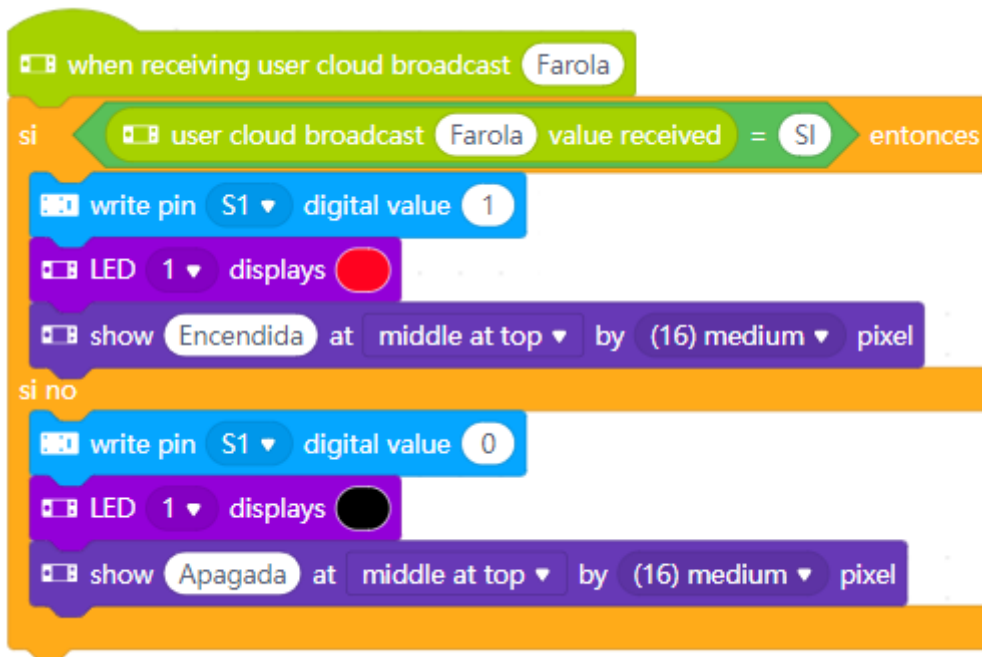 when receiving user cloud broadcast Farola
si user cloud broadcast Farola value received = SI entonces
write pin S1 digital value 1
LED 1 displays
show Encendida at middle at top by (16) medium pixel
si no
write pin S1 digital value 0
LED 1 displays
show Apagada at middle at top by (16) medium pixel